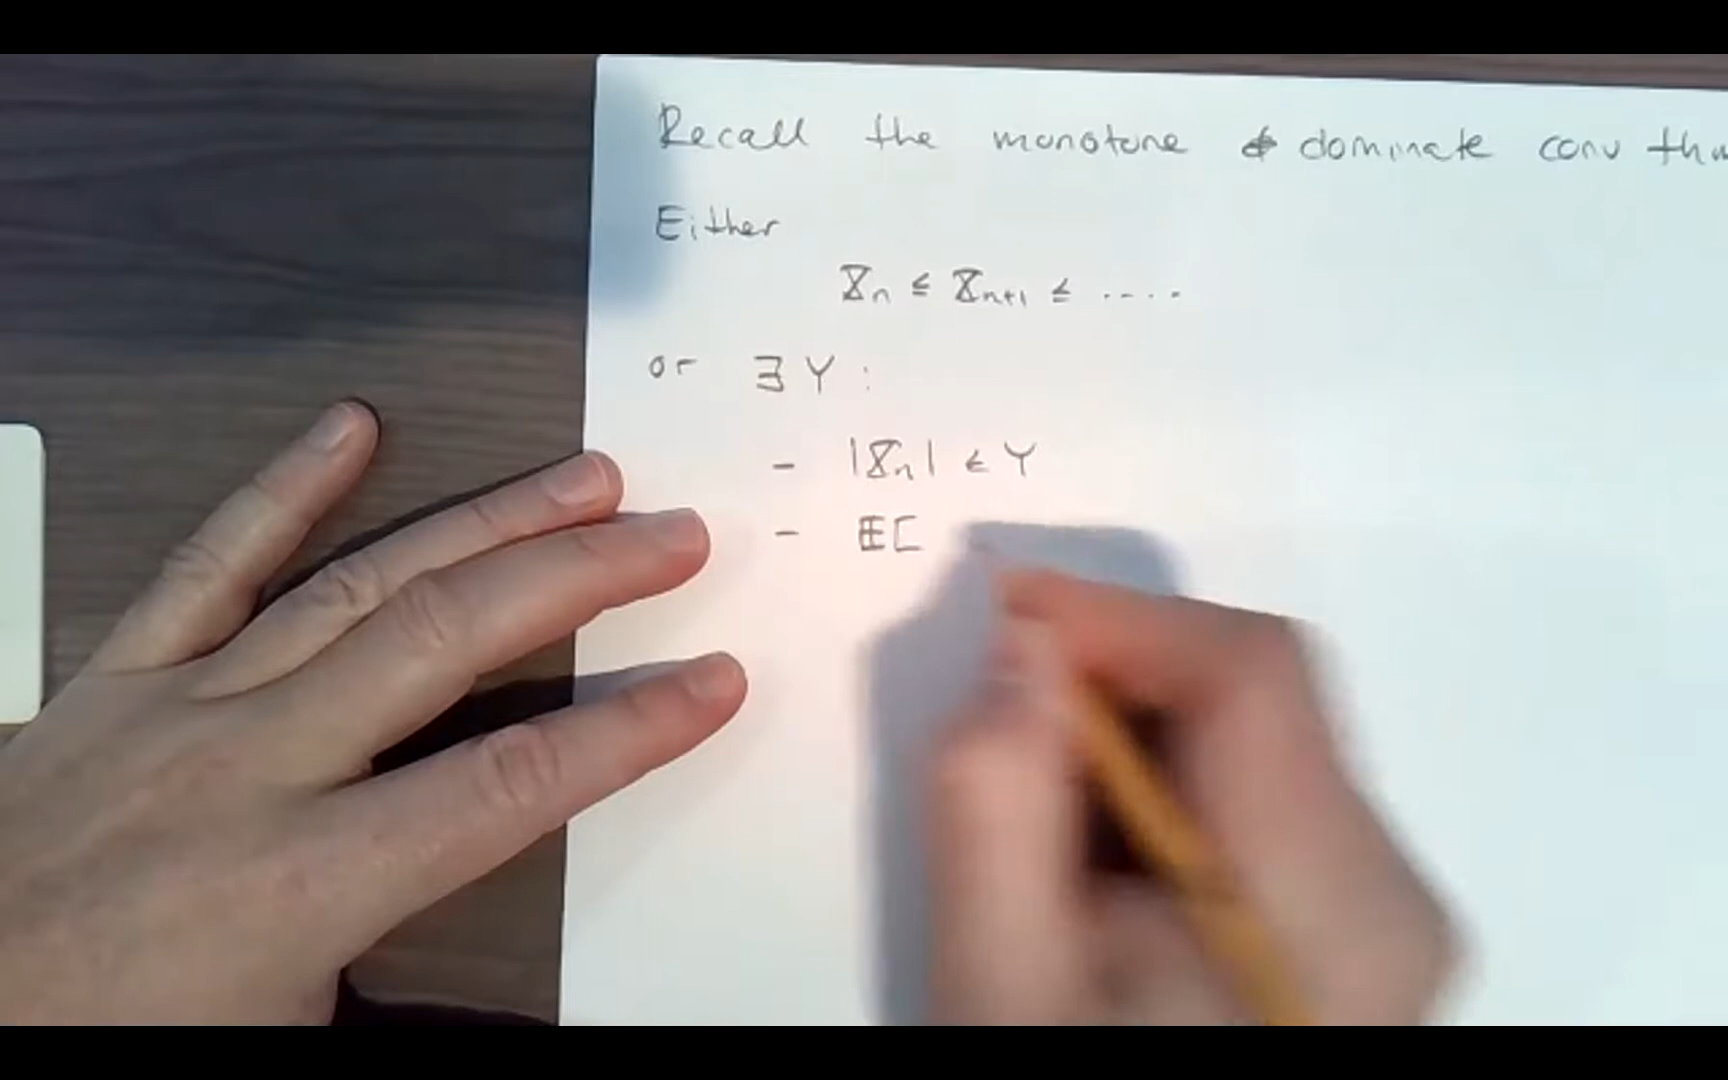 Recall the monotone & dominate conv thm
Either
X_n ≤ X_{n+1} ≤ ....
or ∃ Y :
- |X_n| ≤ Y
- E[